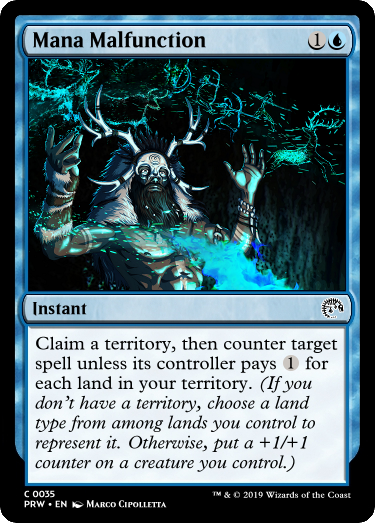 Mana Malfunction 1
Instant
Claim a territory, then counter target
spell unless its controller pays 1 for
each land in your territory. (If you
don't have a territory, choose a land
type from among lands you control to
represent it. Otherwise, put a +1/+1
counter on a creature you control.)
C 0035
PRW • EN Marco Cipolletta
™ & © 2019 Wizards of the Coast